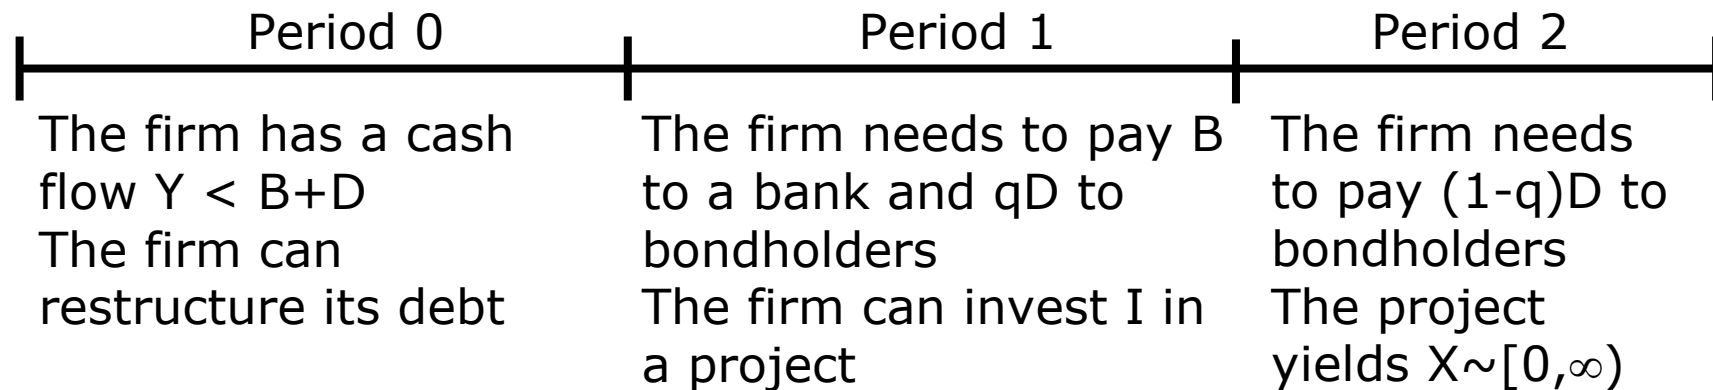 Period 0
Period 1
Period 2
The firm has a cash
flow Y < B+D
The firm can
restructure its debt
The firm needs to pay B
to a bank and qD to
bondholders
The firm can invest I in
a project
The firm needs
to pay (1-q)D to
bondholders
The project
yields X~[0,∞)